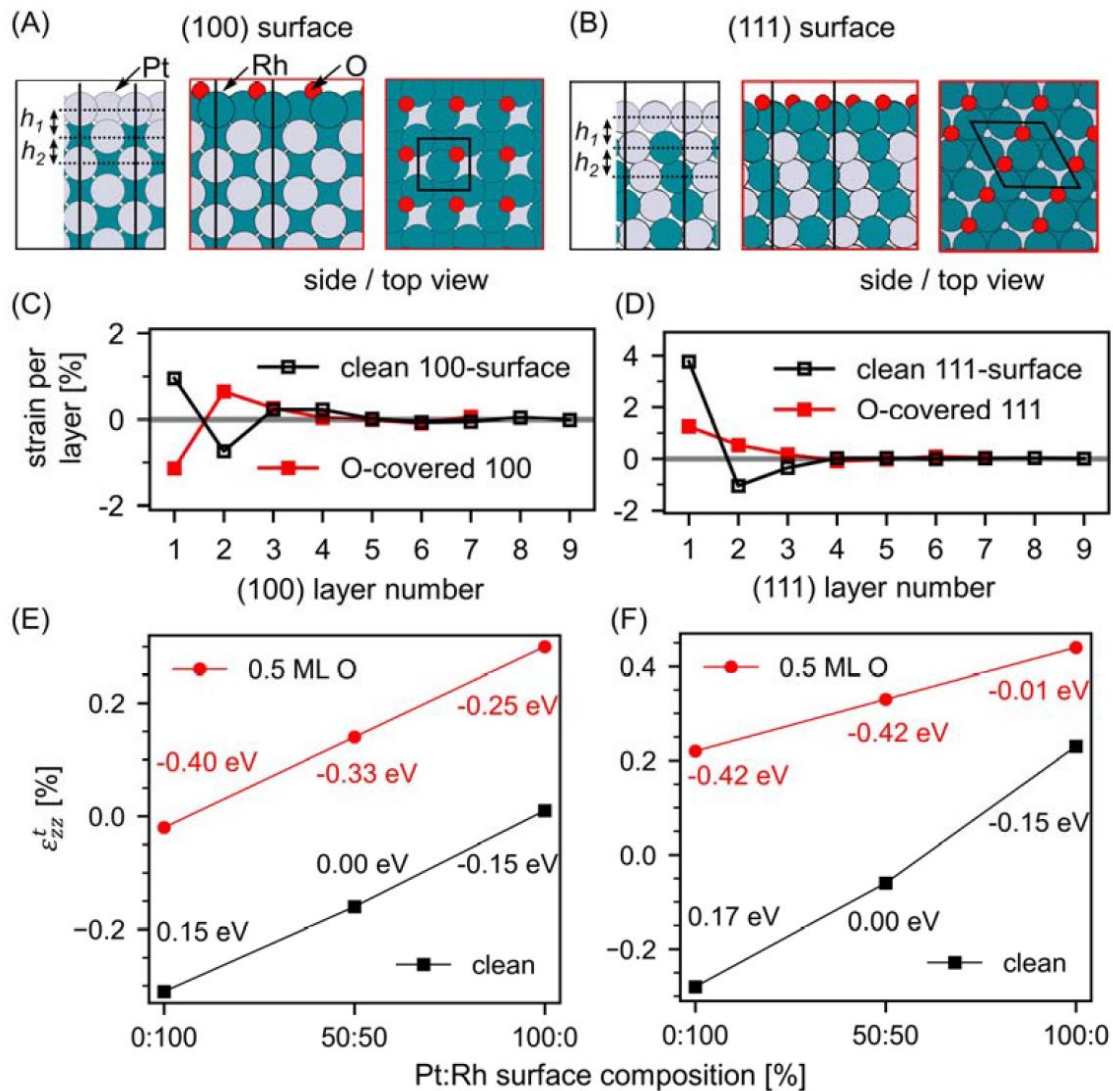 (A) (100) surface
Pt Rh O
h1
h2
(B) (111) surface
h1
h2
side / top view
side / top view
(C)
strain per layer [%]
2
0
-2
clean 100-surface
O-covered 100
1 2 3 4 5 6 7 8 9
(100) layer number
(D)
4
2
0
-2
clean 111-surface
O-covered 111
1 2 3 4 5 6 7 8 9
(111) layer number
(E)
εᵗzz [%]
0.2
0.0
−0.2
0.5 ML O
-0.40 eV
-0.33 eV
-0.25 eV
0.15 eV
0.00 eV
-0.15 eV
clean
0:100 50:50 100:0
(F)
0.4
0.2
0.0
−0.2
0.5 ML O
-0.42 eV
-0.42 eV
-0.01 eV
0.17 eV
0.00 eV
-0.15 eV
clean
0:100 50:50 100:0
Pt:Rh surface composition [%]